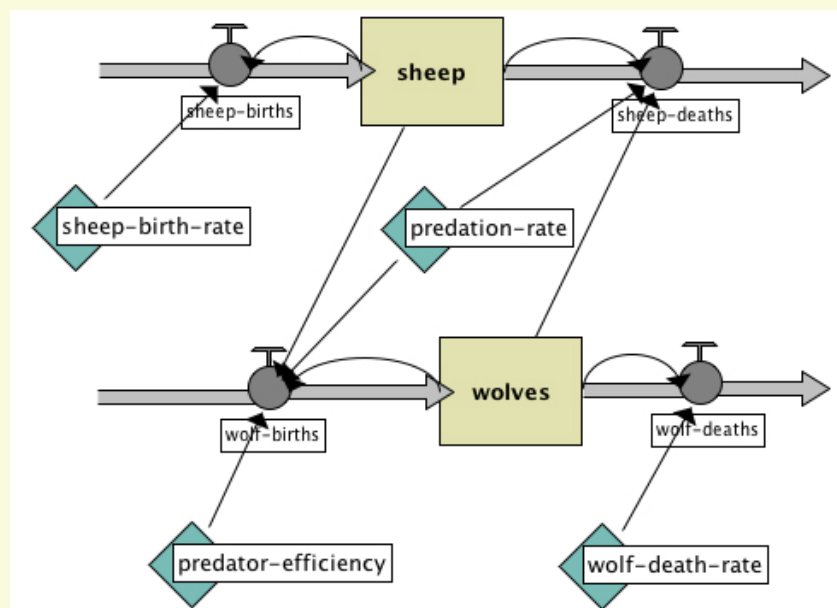 sheep
sheep-births
sheep-deaths
sheep-birth-rate
predation-rate
wolves
wolf-births
wolf-deaths
predator-efficiency
wolf-death-rate